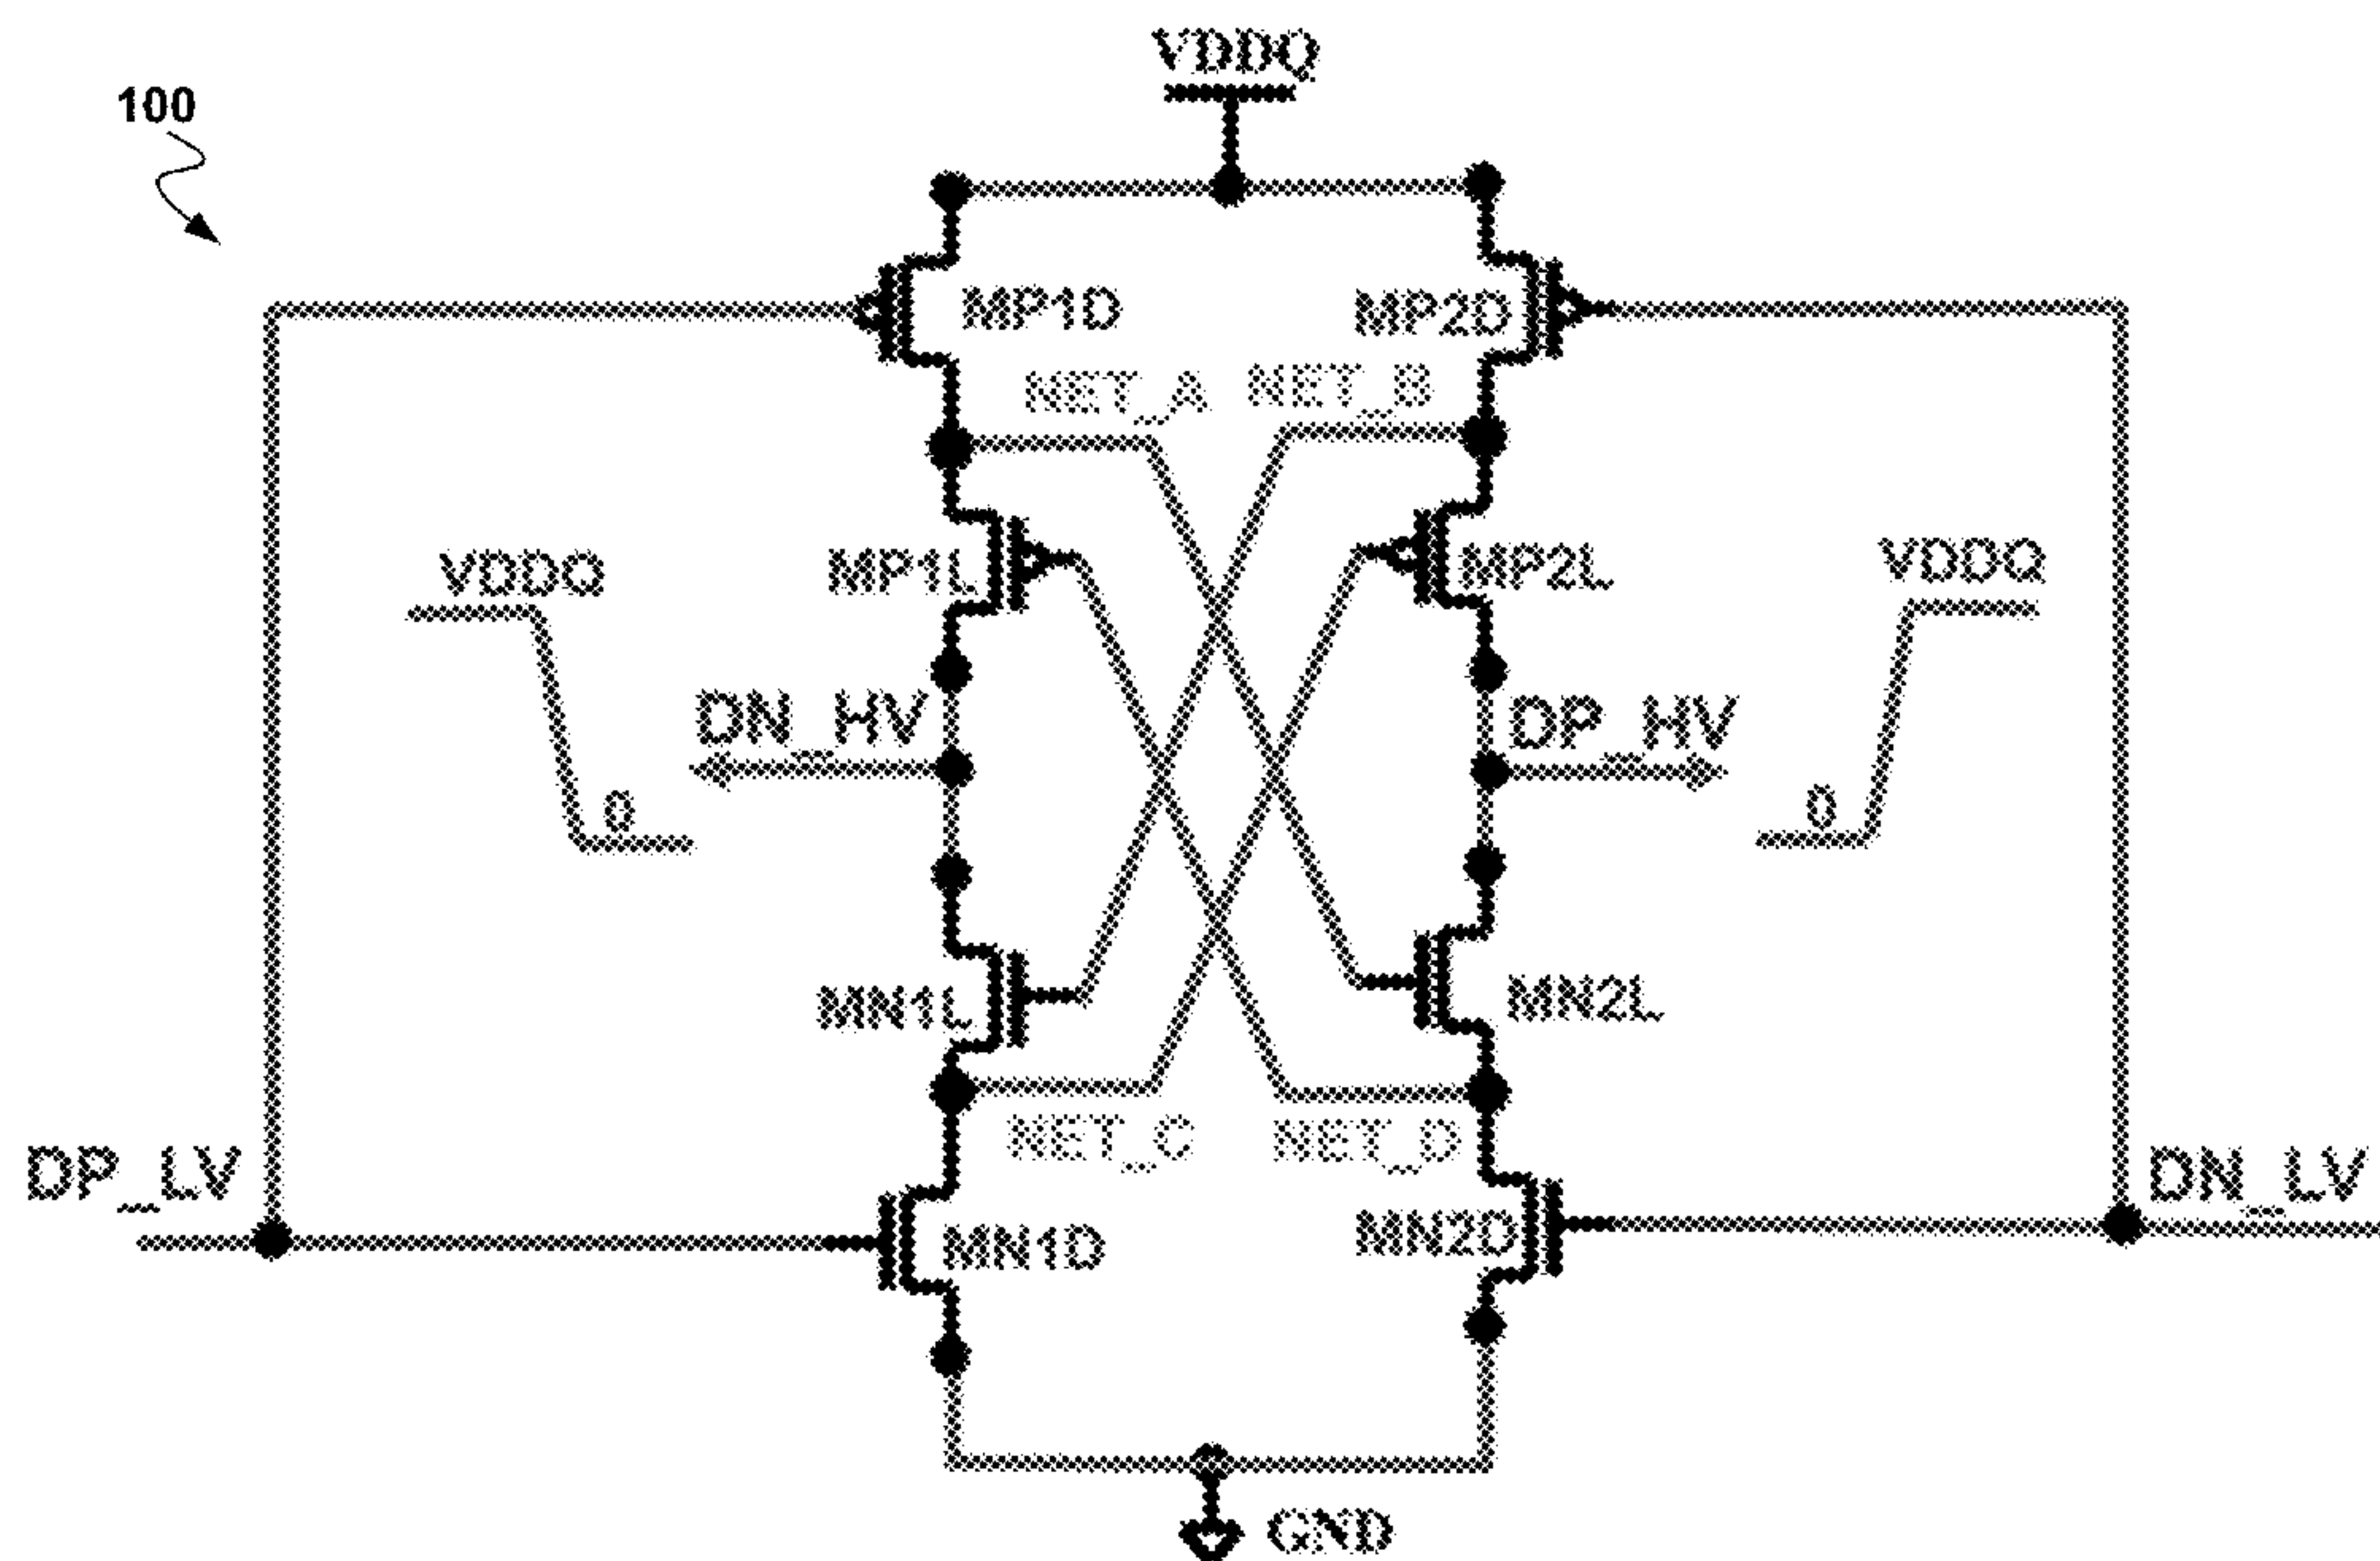 VDDQ
100
MP1D
MP2D
NET_A
NET_B
VDDQ
MP1L
MP2L
VDDQ
DN_HV
DP_HV
0
0
MN1L
MN2L
NET_C
NET_D
DP_LV
DN_LV
MN1D
MN2D
GND